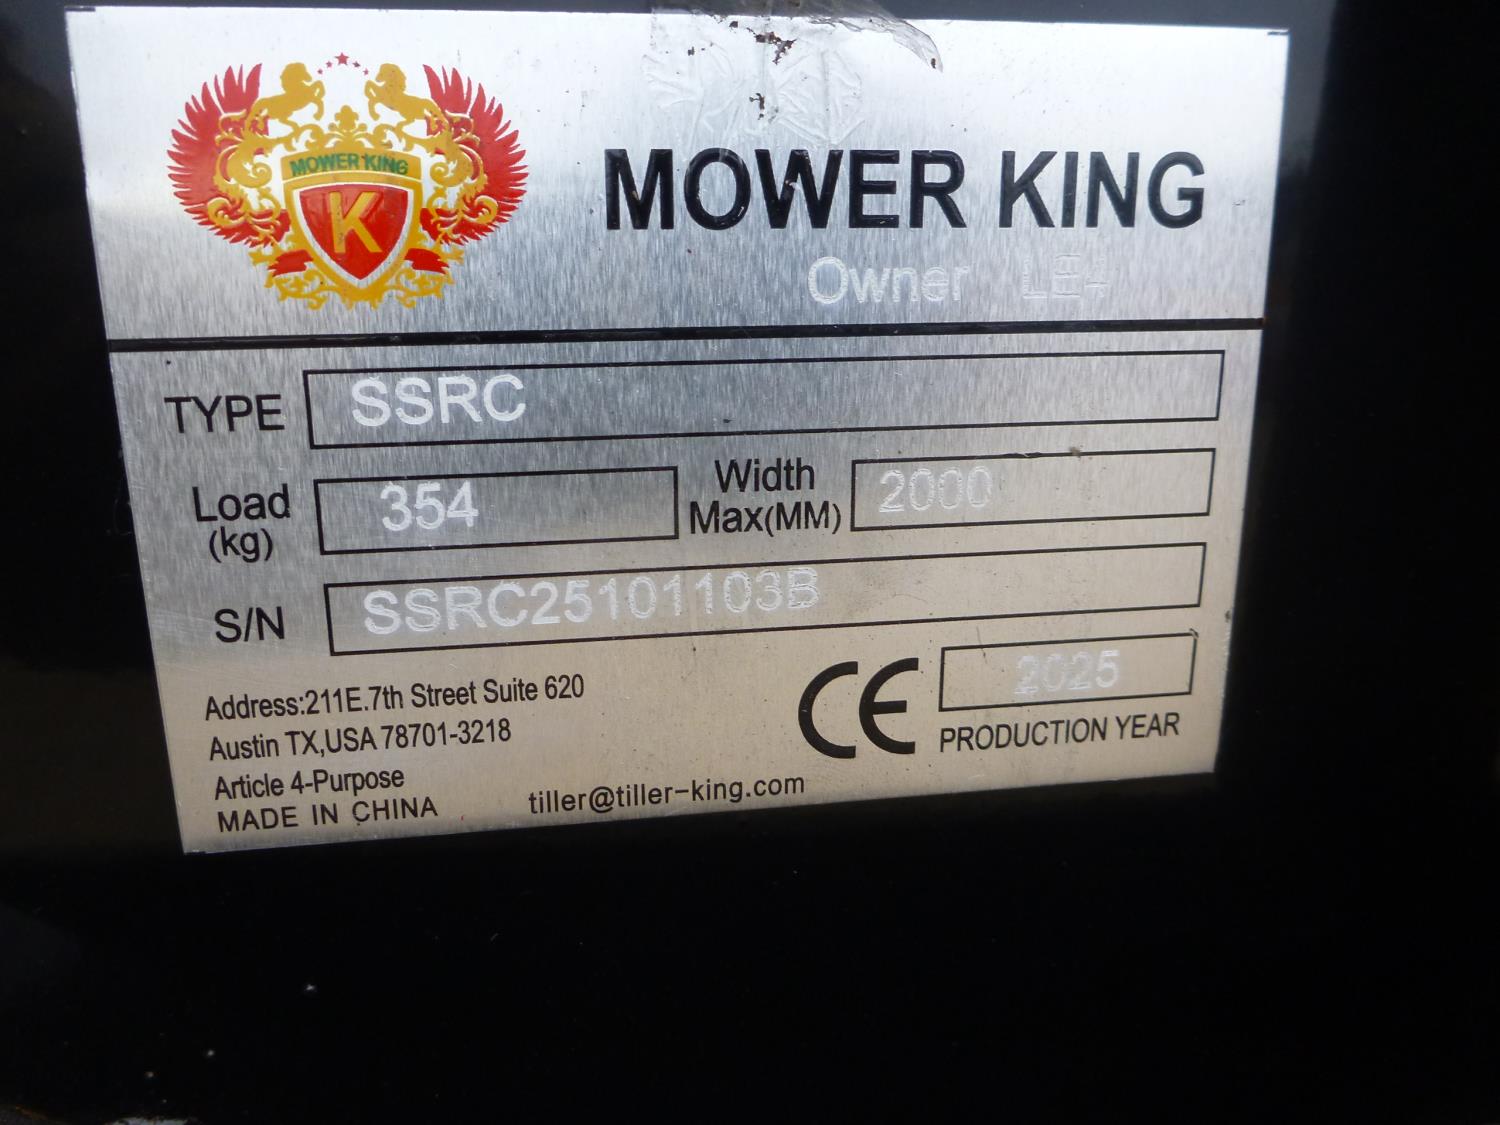 MOWER KING
K
MOWER KING
Owner
TYPE SSRC
Load (kg) 354 Width Max(MM) 2000
S/N SSRC25101103B
Address:211E.7th Street Suite 620
Austin TX,USA 78701-3218
Article 4-Purpose
MADE IN CHINA
tiller@tiller-king.com
CE 2025
PRODUCTION YEAR